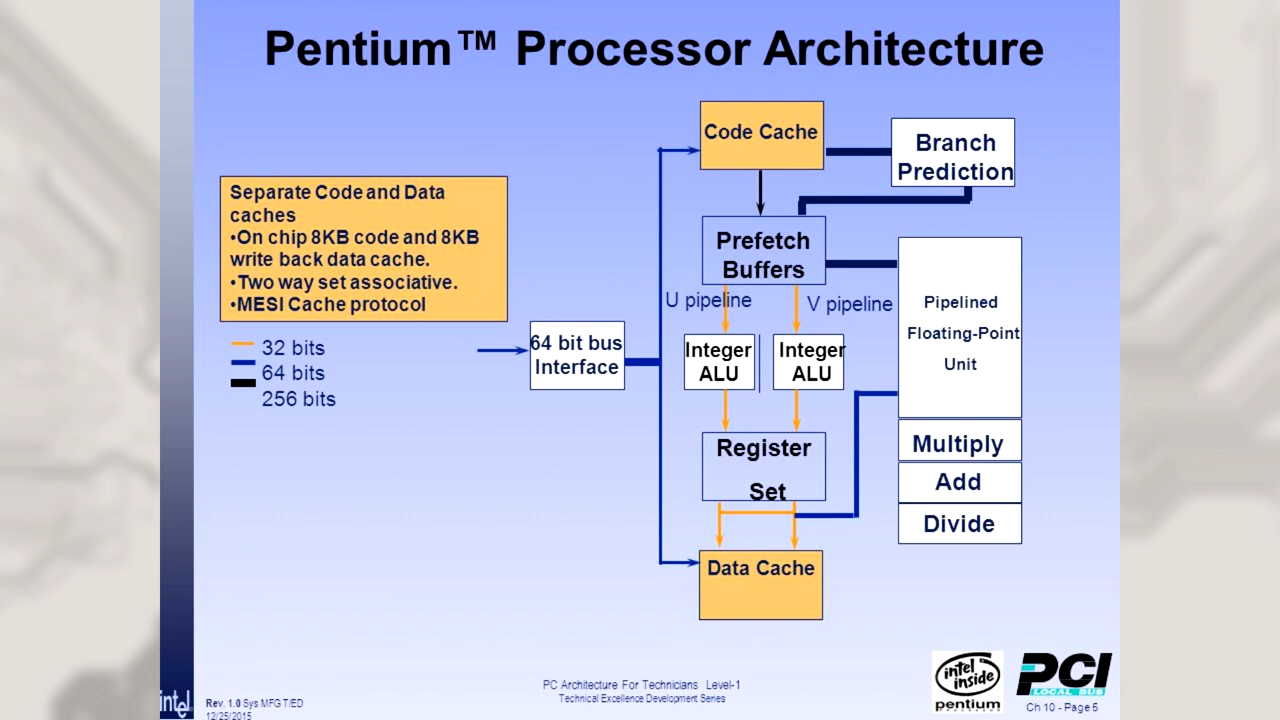 Pentium™ Processor Architecture
Separate Code and Data
caches
•On chip 8KB code and 8KB
write back data cache.
•Two way set associative.
•MESI Cache protocol
32 bits
64 bits
256 bits
64 bit bus
Interface
Code Cache
Branch
Prediction
Prefetch
Buffers
U pipeline
V pipeline
Integer
ALU
Integer
ALU
Register
Set
Data Cache
Pipelined
Floating-Point
Unit
Multiply
Add
Divide
intel
Rev. 1.0 Sys MFG T/ED
12/25/2015
PC Architecture For Technicians Level-1
Technical Excellence Development Series
intel
inside
pentium
PROCESSOR
PCI
LOCAL BUS
Ch 10 - Page 5